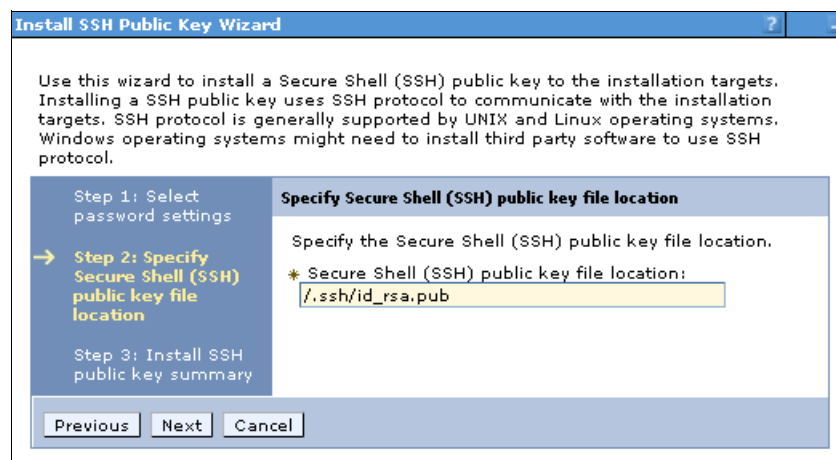 Install SSH Public Key Wizard
?
Use this wizard to install a Secure Shell (SSH) public key to the installation targets.
Installing a SSH public key uses SSH protocol to communicate with the installation
targets. SSH protocol is generally supported by UNIX and Linux operating systems.
Windows operating systems might need to install third party software to use SSH
protocol.
Step 1: Select
password settings
Step 2: Specify
Secure Shell (SSH)
public key file
location
Step 3: Install SSH
public key summary
Specify Secure Shell (SSH) public key file location
Specify the Secure Shell (SSH) public key file location.
* Secure Shell (SSH) public key file location:
/.ssh/id_rsa.pub
Previous Next Cancel